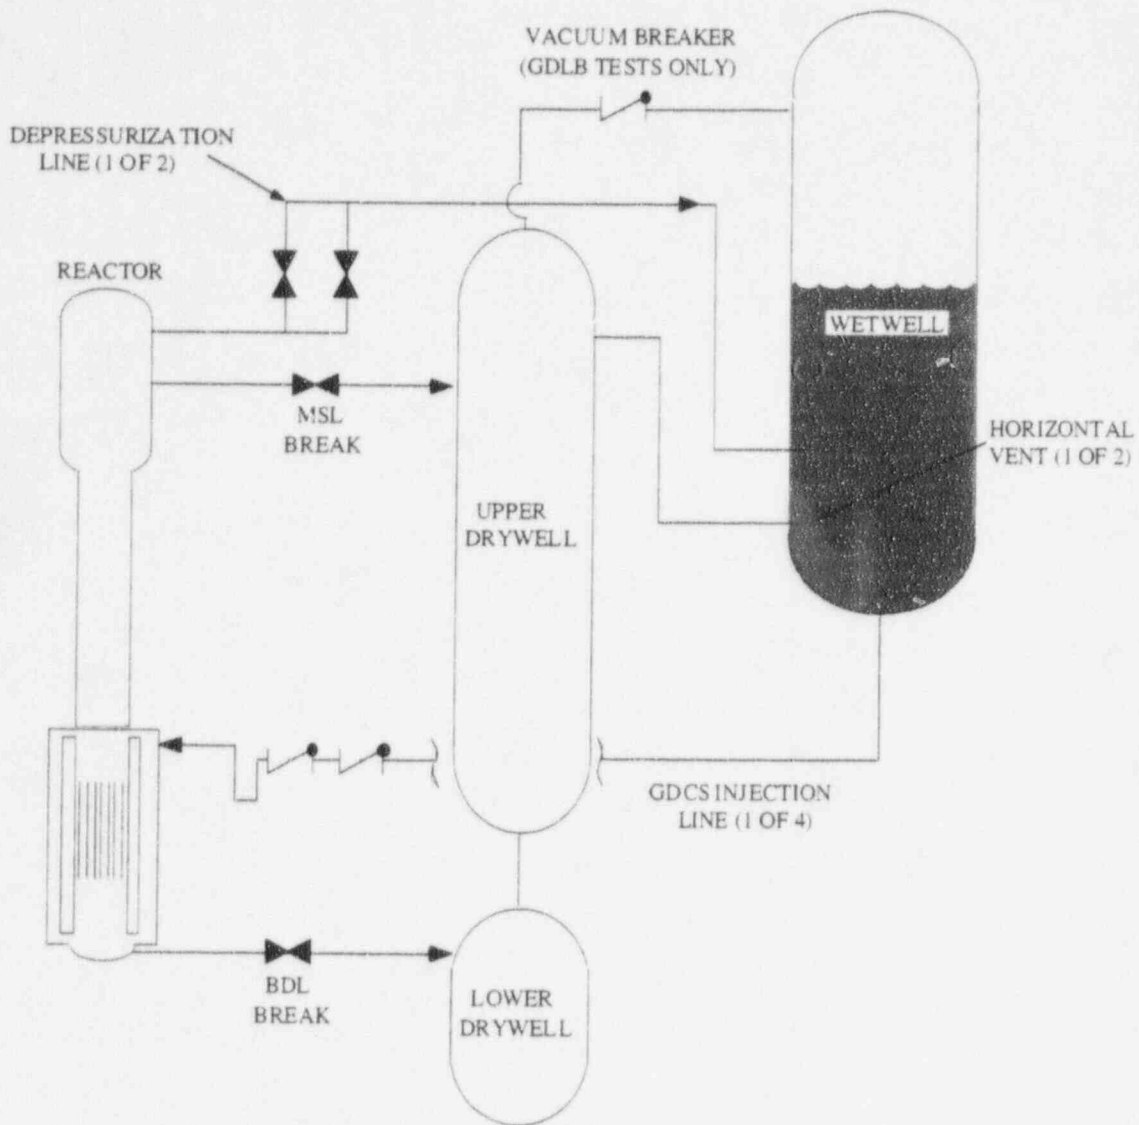 VACUUM BREAKER
(GDLB TESTS ONLY)
DEPRESSURIZATION
LINE (1 OF 2)
REACTOR
WETWELL
MSL
BREAK
HORIZONTAL
VENT (1 OF 2)
UPPER
DRYWELL
GDCS INJECTION
LINE (1 OF 4)
BDL
BREAK
LOWER
DRYWELL